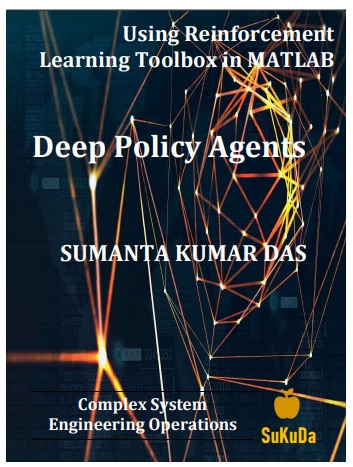 Using Reinforcement
Learning Toolbox in MATLAB
Deep Policy Agents
SUMANTA KUMAR DAS
Complex System
Engineering Operations
SuKuDa